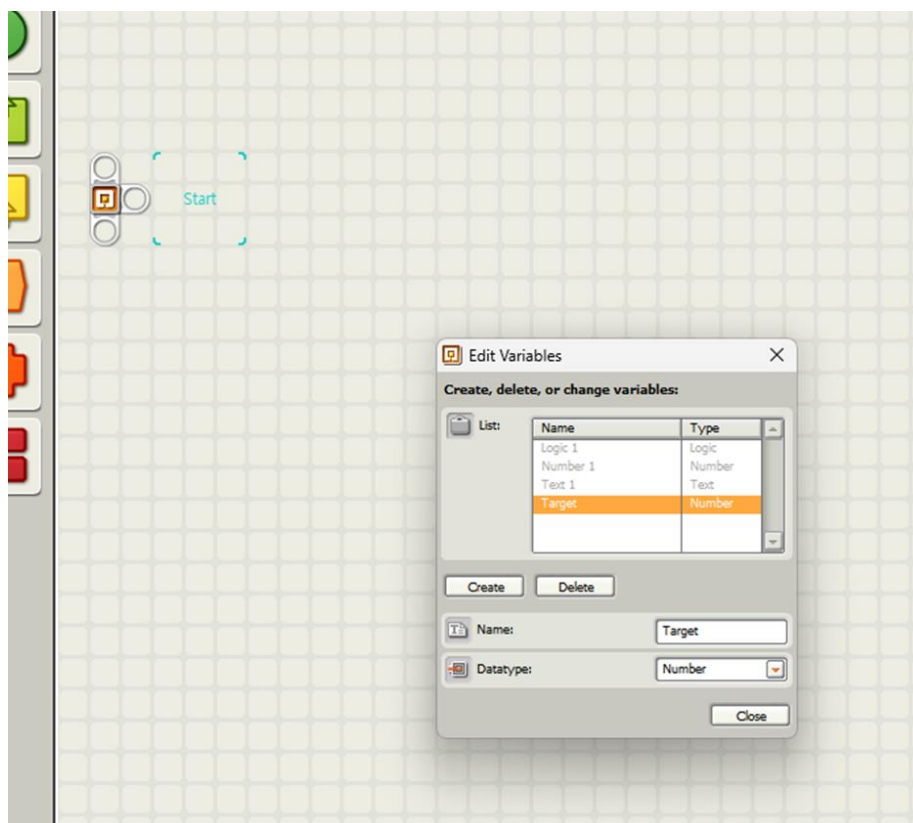 Start
Edit Variables
Create, delete, or change variables:
List:
Name Type
Logic 1 Logic
Number 1 Number
Text 1 Text
Target Number
Create Delete
Name: Target
Datatype: Number
Close